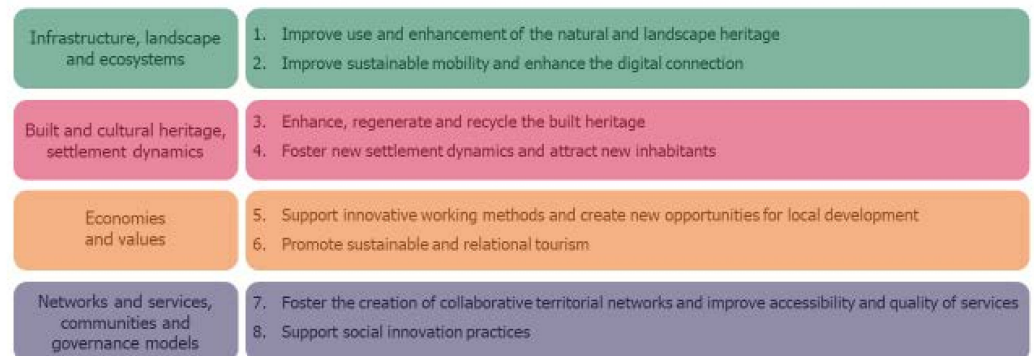 Infrastructure, landscape
and ecosystems
1. Improve use and enhancement of the natural and landscape heritage
2. Improve sustainable mobility and enhance the digital connection
Built and cultural heritage,
settlement dynamics
3. Enhance, regenerate and recycle the built heritage
4. Foster new settlement dynamics and attract new inhabitants
Economies
and values
5. Support innovative working methods and create new opportunities for local development
6. Promote sustainable and relational tourism
Networks and services,
communities and
governance models
7. Foster the creation of collaborative territorial networks and improve accessibility and quality of services
8. Support social innovation practices